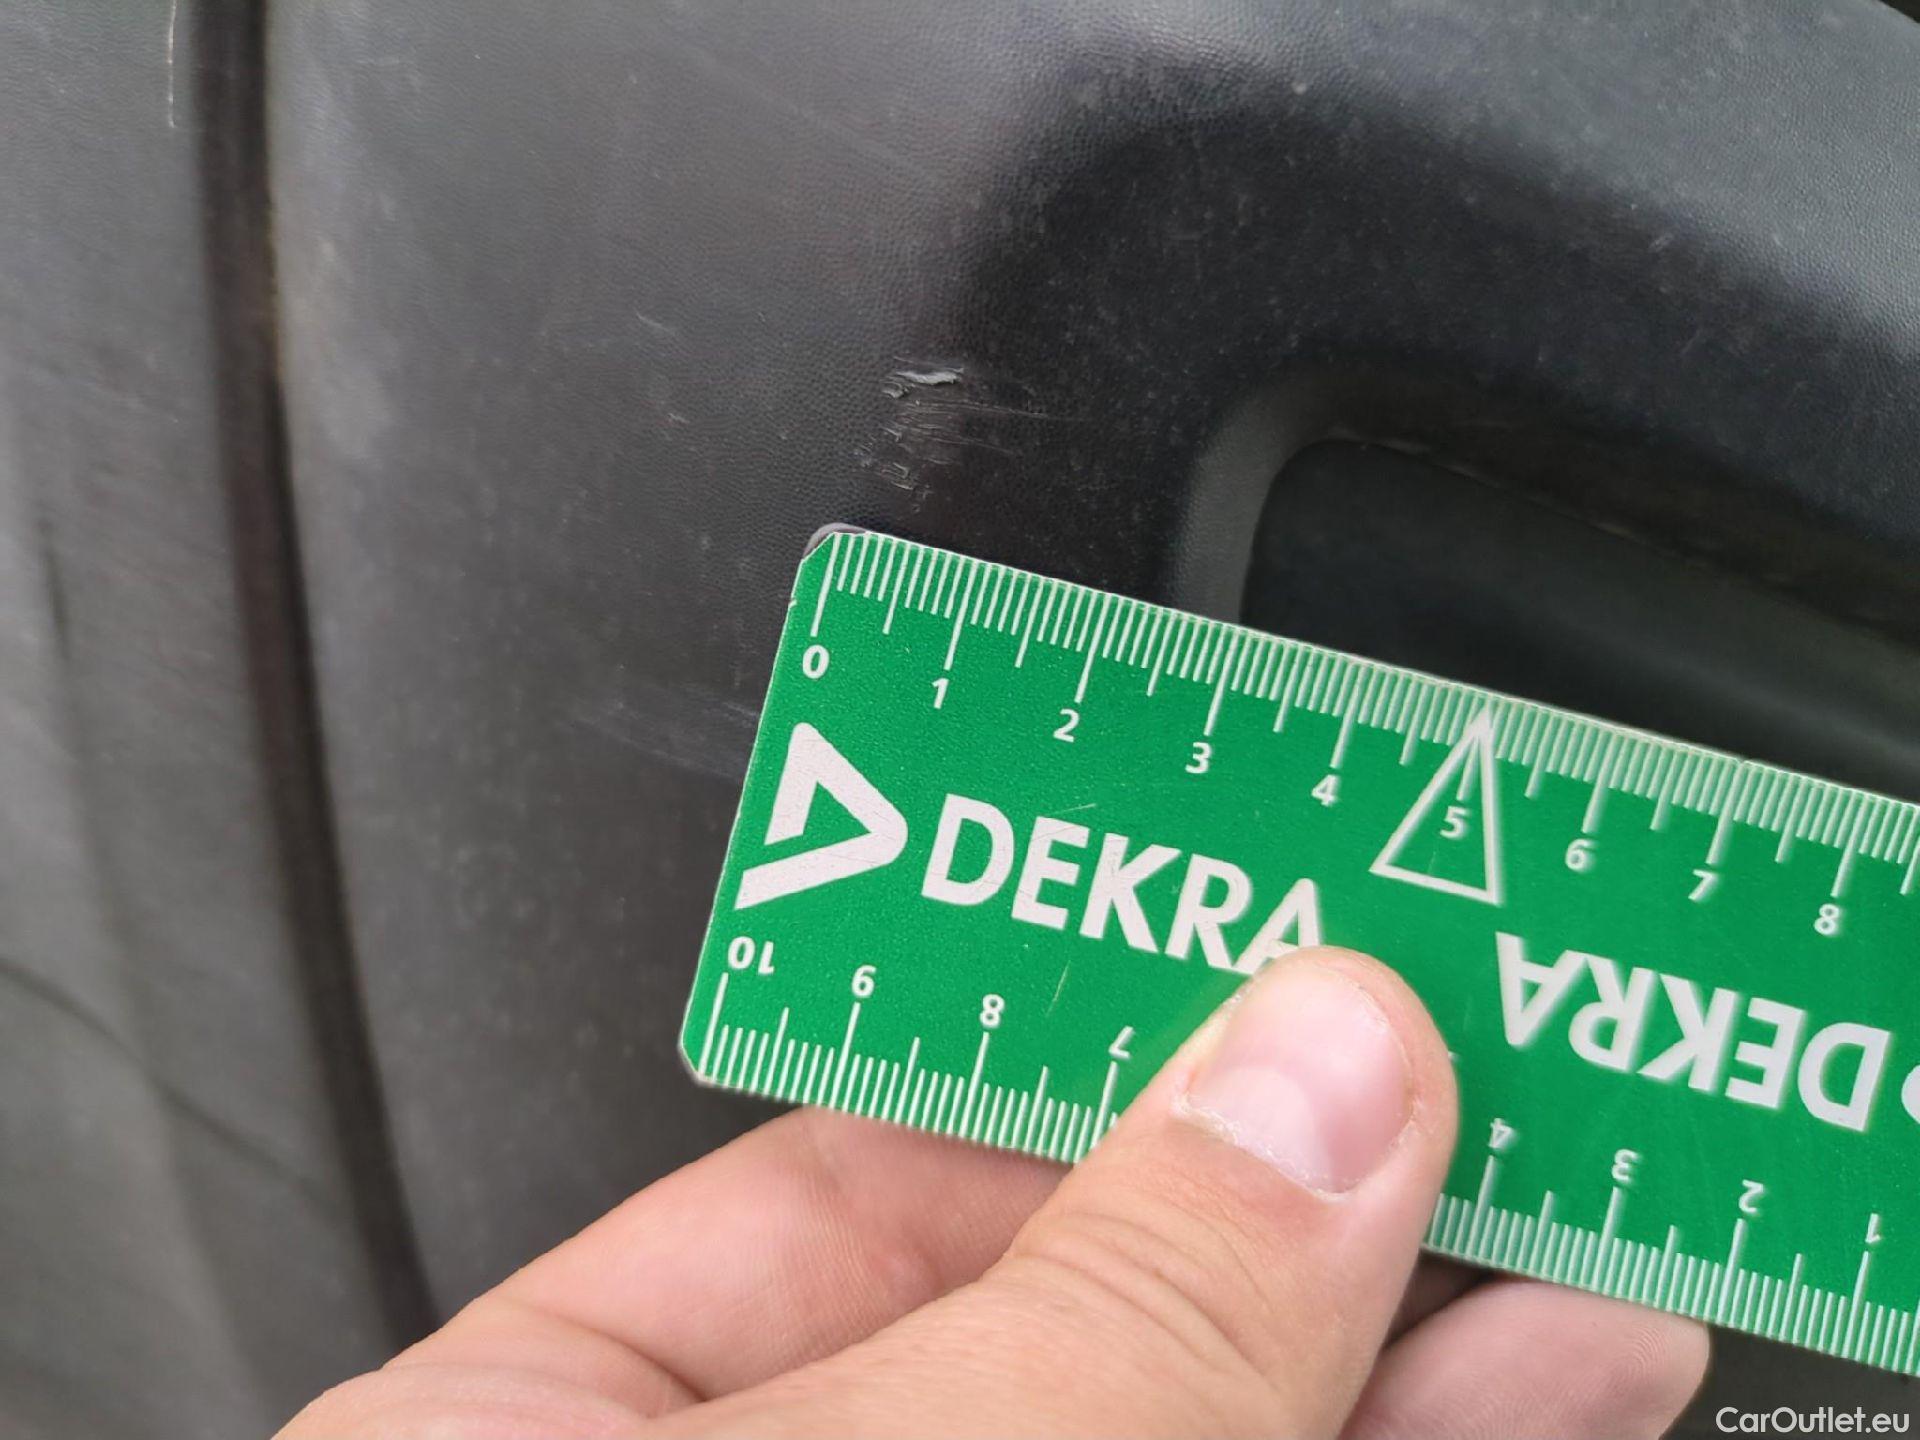 0 1 2 3 4 5 6 7 8
DEKRA
DEKRA
10 9 8 7 4 3 2 1
CarOutlet.eu